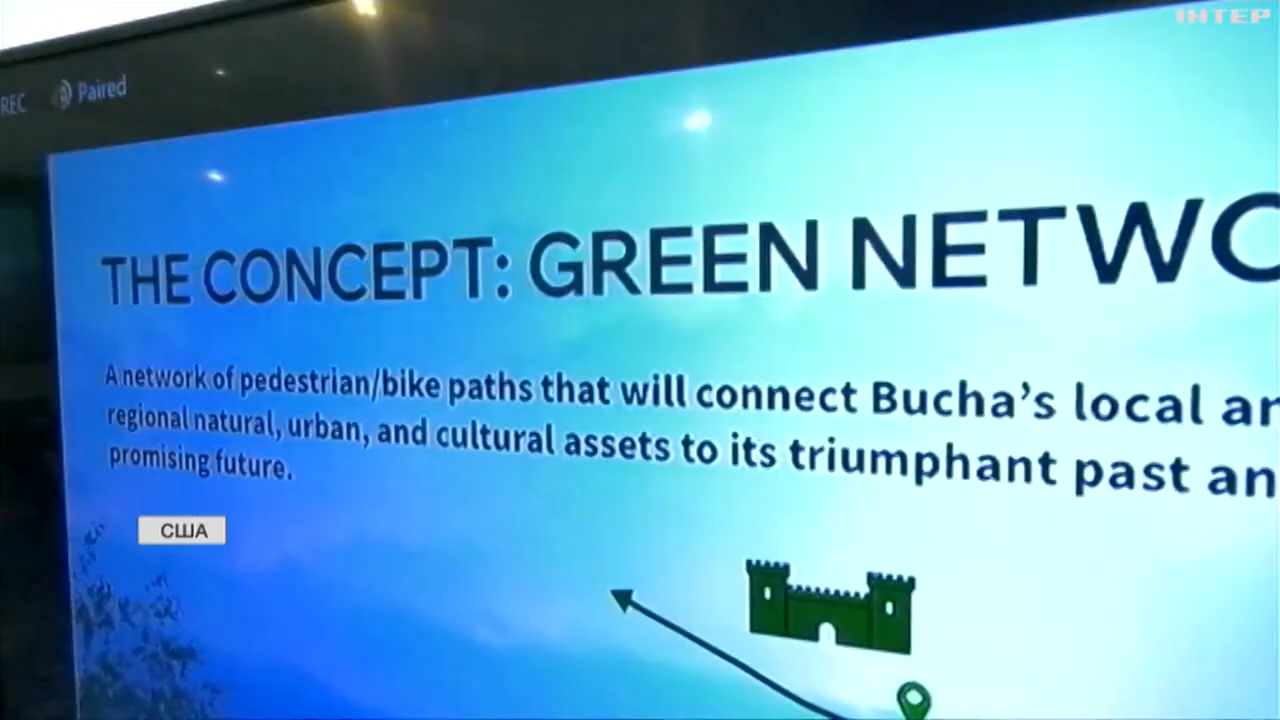 ІНТЕР
REC Paired
THE CONCEPT: GREEN NETWO
A network of pedestrian/bike paths that will connect Bucha's local an
regional natural, urban, and cultural assets to its triumphant past an
promising future.
США